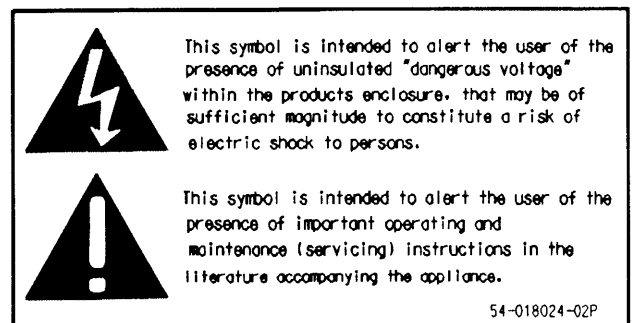 This symbol is intended to alert the user of the
presence of uninsulated "dangerous voltage"
within the products enclosure. that may be of
sufficient magnitude to constitute a risk of
electric shock to persons.
This symbol is intended to alert the user of the
presence of important operating and
maintenance (servicing) instructions in the
literature accompanying the appliance.
54-018024-02P